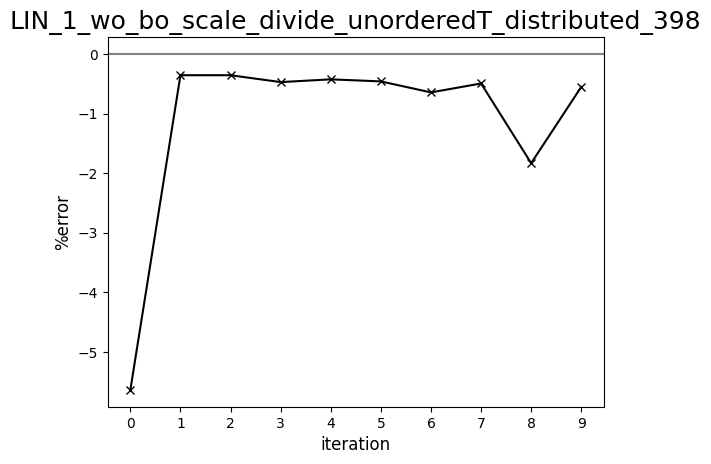 LIN_1_wo_bo_scale_divide_unorderedT_distributed_398
0
−1
−2
−3
−4
−5
%error
0 1 2 3 4 5 6 7 8 9
iteration